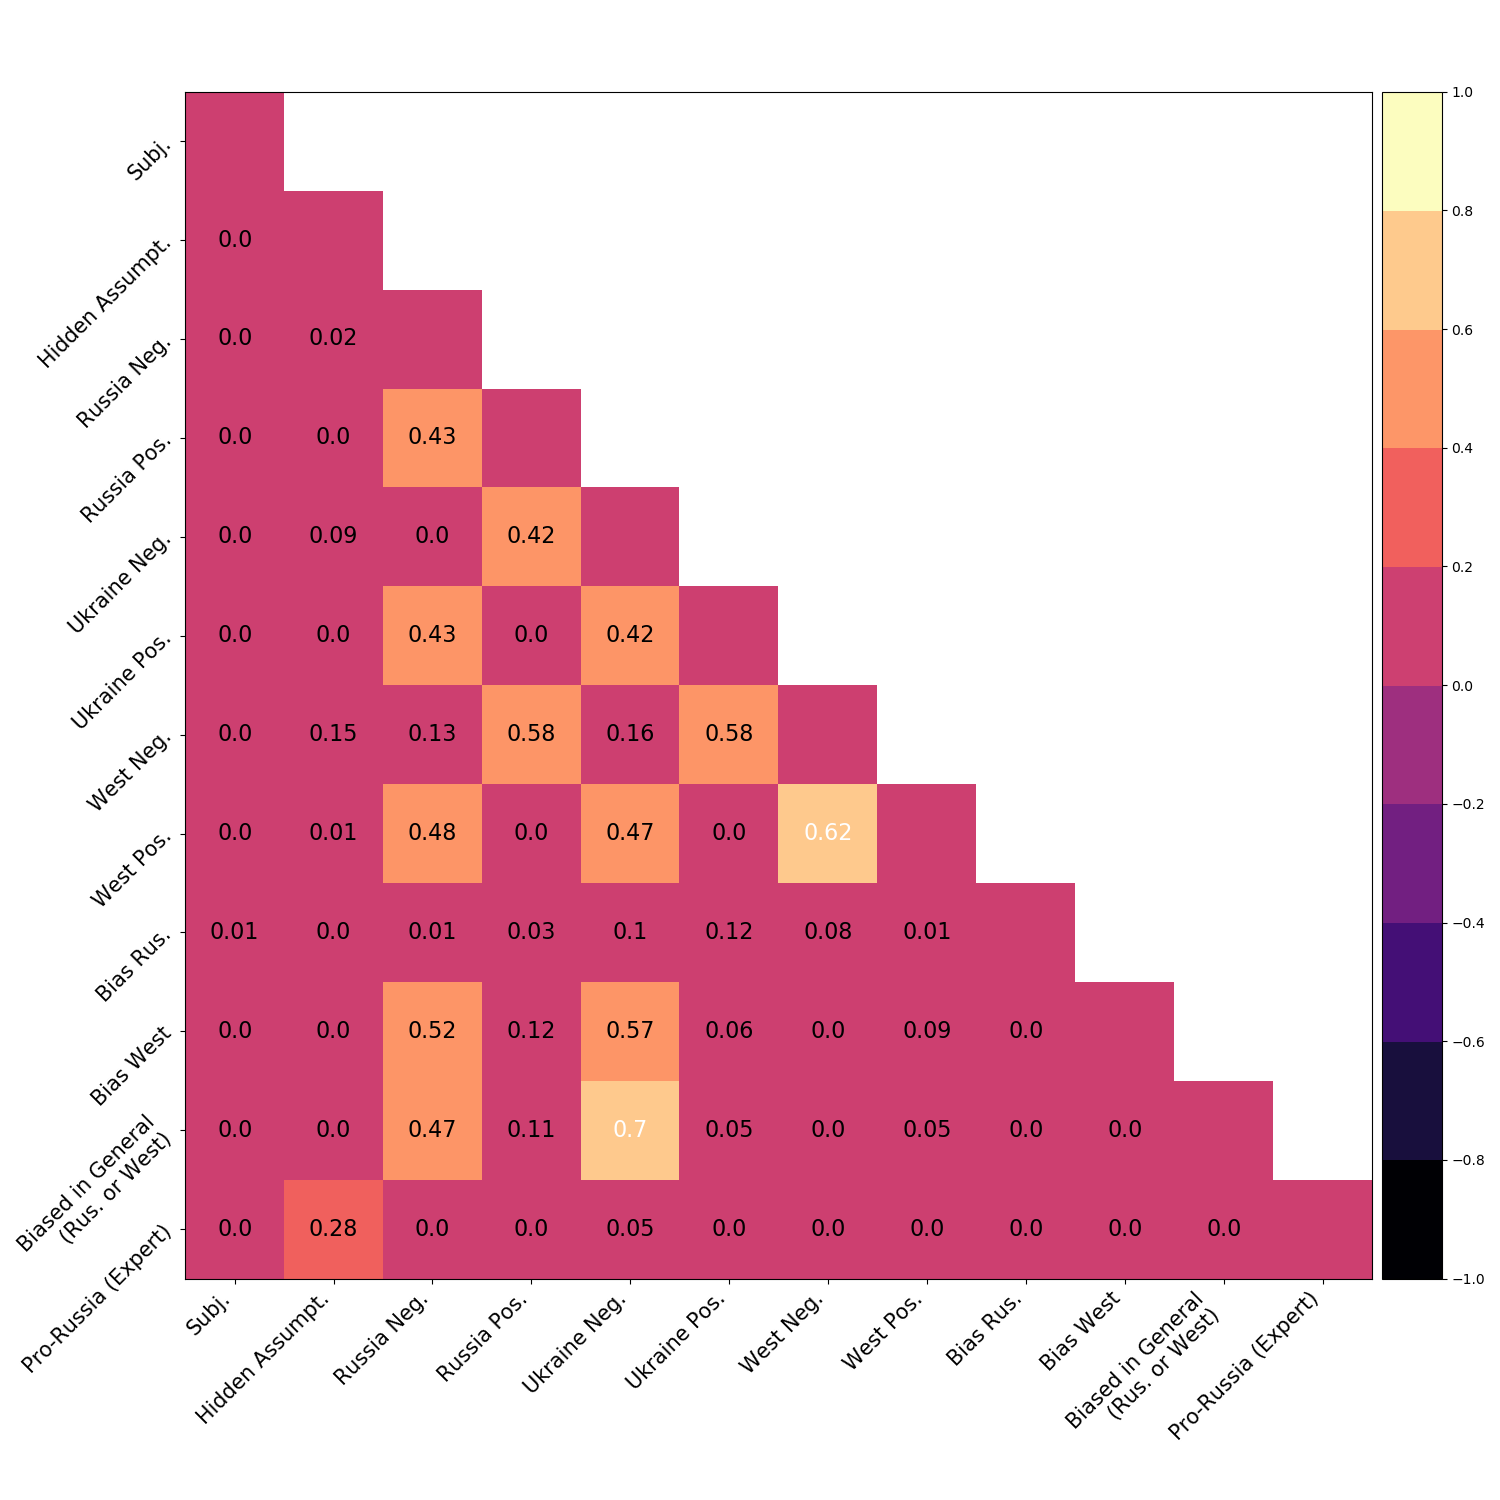 1.0
Subj.
0.8
Hidden Assumpt. 0.0
Russia Neg. 0.0 0.02
0.6
Russia Pos. 0.0 0.0 0.43
0.4
Ukraine Neg. 0.0 0.09 0.0 0.42
0.2
Ukraine Pos. 0.0 0.0 0.43 0.0 0.42
0.0
West Neg. 0.0 0.15 0.13 0.58 0.16 0.58
−0.2
West Pos. 0.0 0.01 0.48 0.0 0.47 0.0 0.62
−0.4
Bias Rus. 0.01 0.0 0.01 0.03 0.1 0.12 0.08 0.01
Bias West 0.0 0.0 0.52 0.12 0.57 0.06 0.0 0.09 0.0
−0.6
Biased in General
(Rus. or West) 0.0 0.0 0.47 0.11 0.7 0.05 0.0 0.05 0.0 0.0
−0.8
Pro-Russia (Expert) 0.0 0.28 0.0 0.0 0.05 0.0 0.0 0.0 0.0 0.0 0.0
−1.0
Subj.
Hidden Assumpt.
Russia Neg.
Russia Pos.
Ukraine Neg.
Ukraine Pos.
West Neg.
West Pos.
Bias Rus.
Bias West
Biased in General
(Rus. or West)
Pro-Russia (Expert)